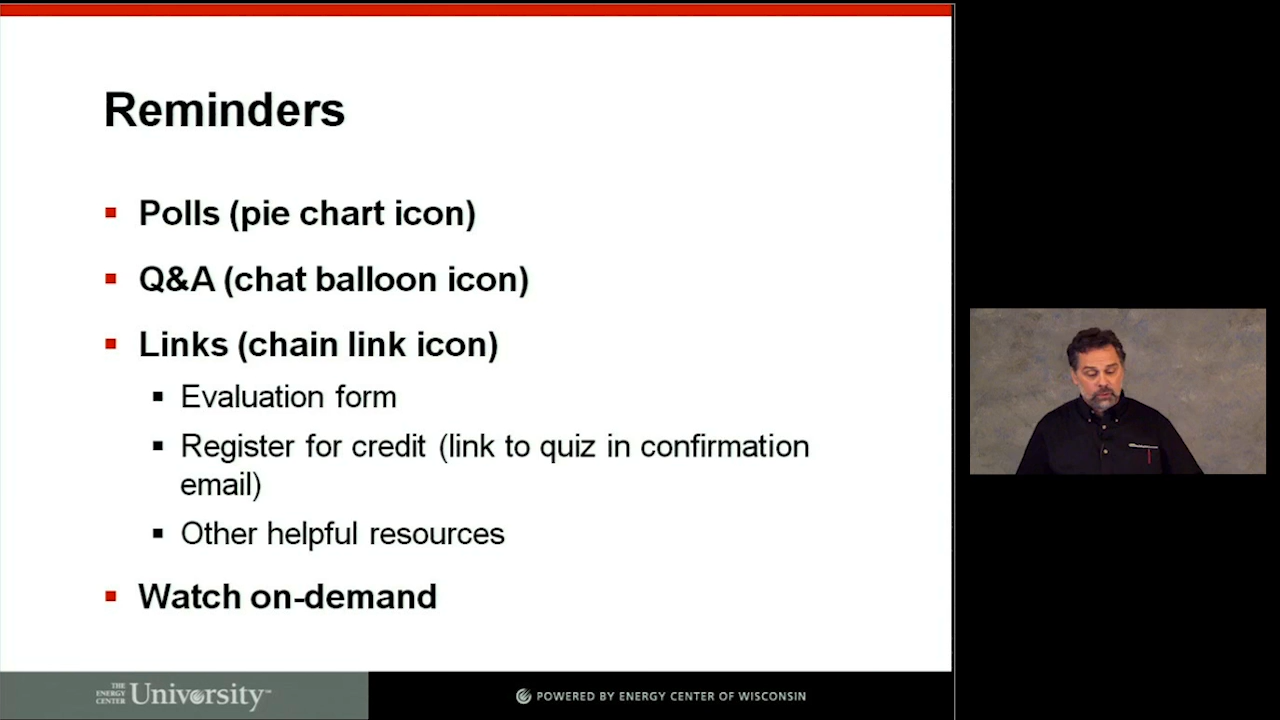 Reminders
Polls (pie chart icon)
Q&A (chat balloon icon)
Links (chain link icon)
Evaluation form
Register for credit (link to quiz in confirmation
email)
Other helpful resources
Watch on-demand
THE
ENERGY
CENTER
University
POWERED BY ENERGY CENTER OF WISCONSIN